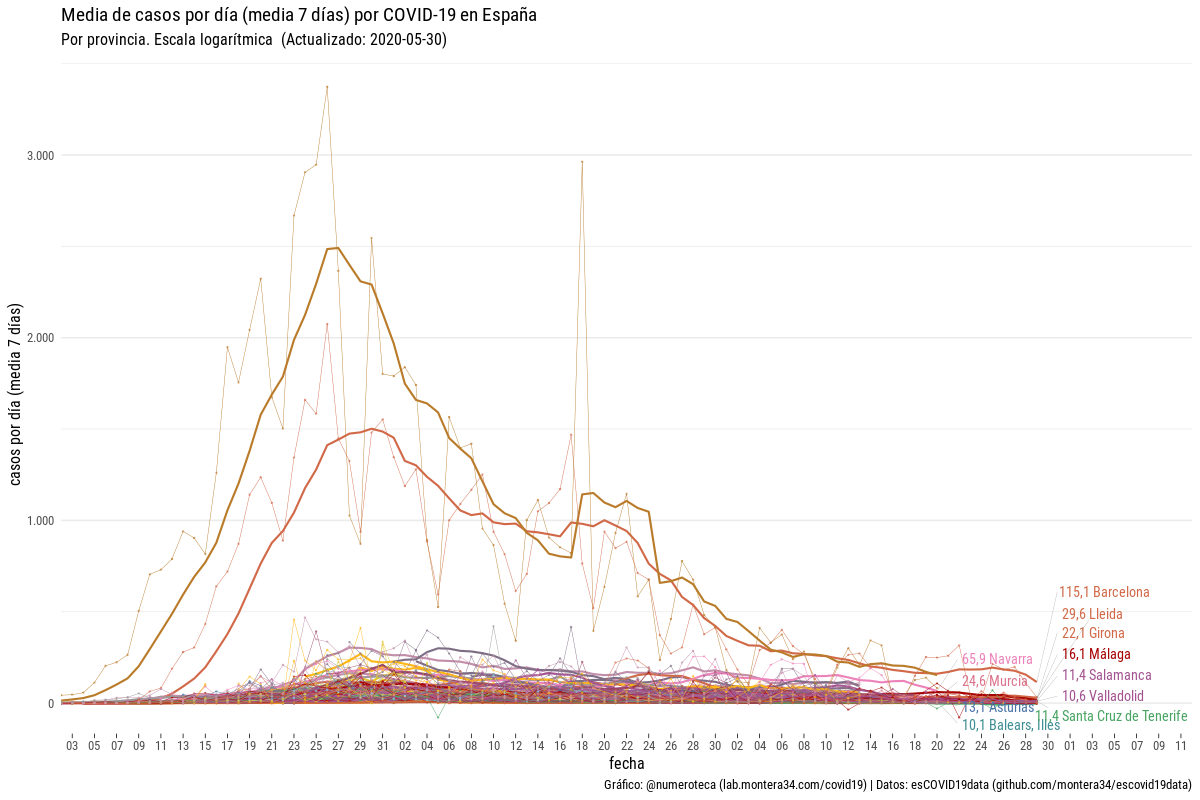 Media de casos por día (media 7 días) por COVID-19 en España
Por provincia. Escala logarítmica (Actualizado: 2020-05-30)
casos por día (media 7 días)
3.000
2.000
1.000
0
115,1 Barcelona
29,6 Lleida
22,1 Girona
16,1 Málaga
65,9 Navarra
11,4 Salamanca
24,6 Murcia
10,6 Valladolid
13,1 Asturias
11,4 Santa Cruz de Tenerife
10,1 Balears, Illes
03 05 07 09 11 13 15 17 19 21 23 25 27 29 31 02 04 06 08 10 12 14 16 18 20 22 24 26 28 30 02 04 06 08 10 12 14 16 18 20 22 24 26 28 30 01 03 05 07 09 11
fecha
Gráfico: @numeroteca (lab.montera34.com/covid19) | Datos: esCOVID19data (github.com/montera34/escovid19data)